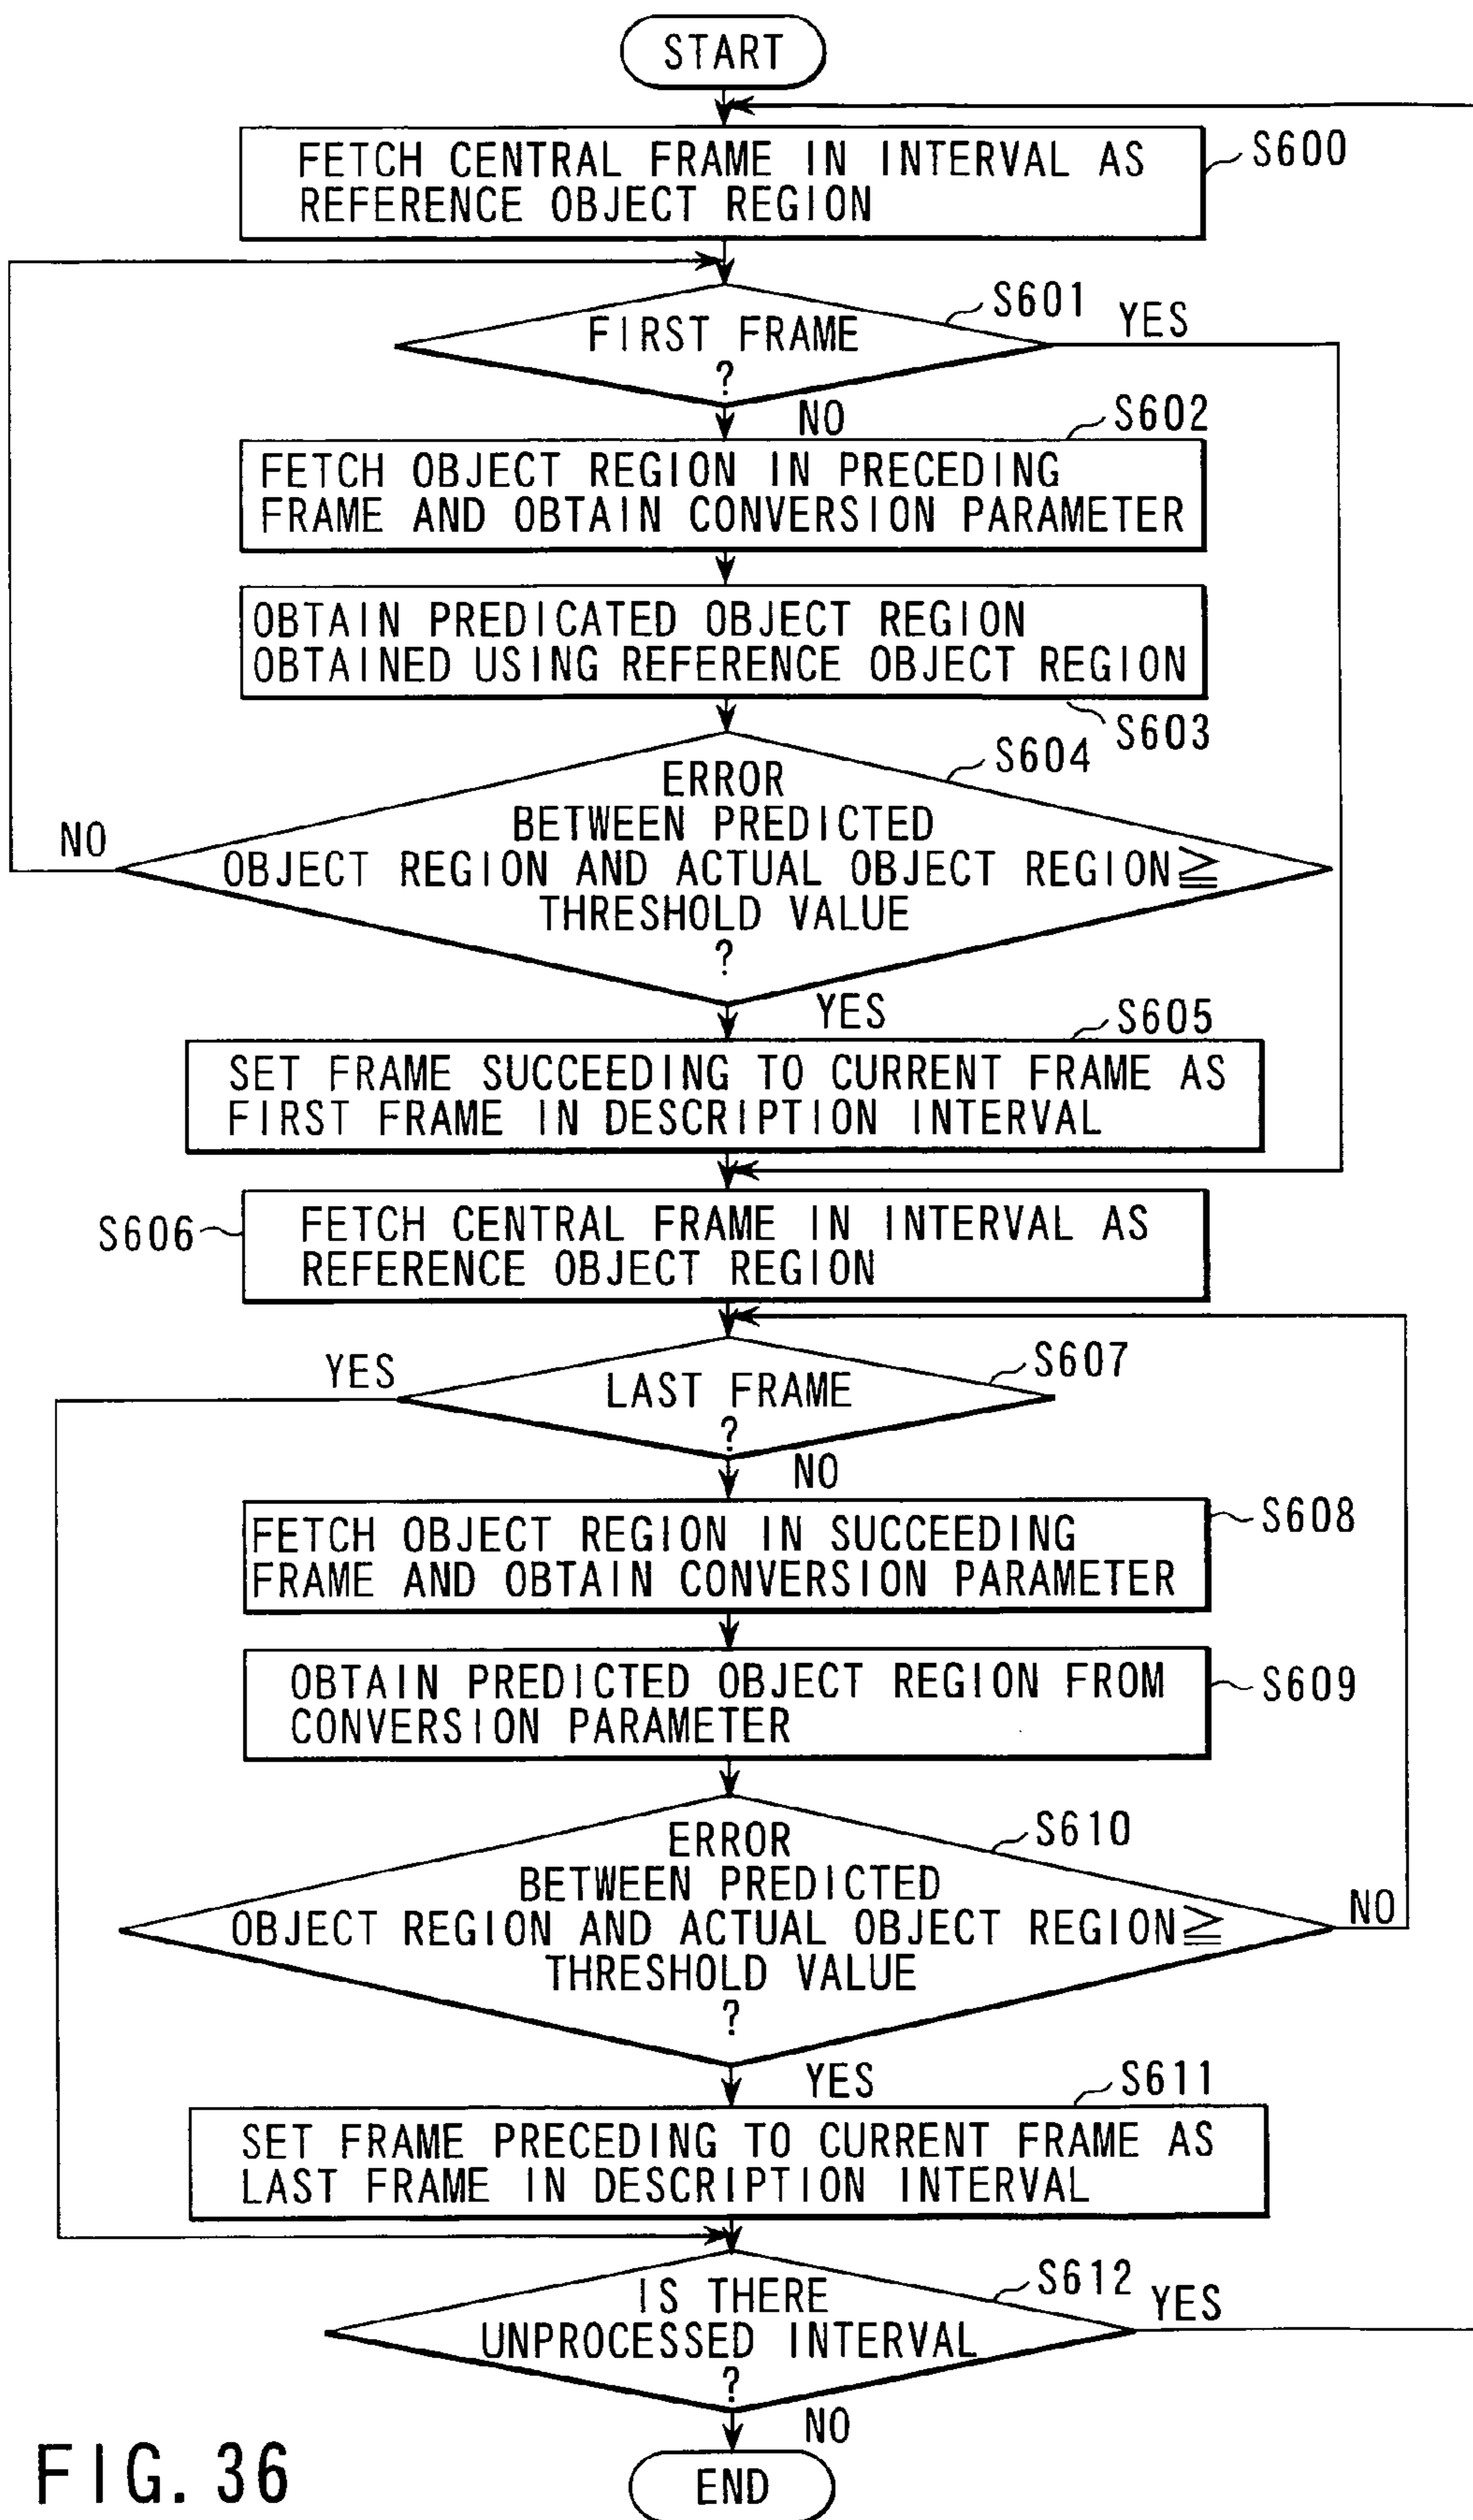 START
FETCH CENTRAL FRAME IN INTERVAL AS
REFERENCE OBJECT REGION
S600
FIRST FRAME
?
S601
YES
NO
S602
FETCH OBJECT REGION IN PRECEDING
FRAME AND OBTAIN CONVERSION PARAMETER
OBTAIN PREDICATED OBJECT REGION
OBTAINED USING REFERENCE OBJECT REGION
S603
S604
ERROR
BETWEEN PREDICTED
OBJECT REGION AND ACTUAL OBJECT REGION≧
THRESHOLD VALUE
?
NO
YES
S605
SET FRAME SUCCEEDING TO CURRENT FRAME AS
FIRST FRAME IN DESCRIPTION INTERVAL
S606
FETCH CENTRAL FRAME IN INTERVAL AS
REFERENCE OBJECT REGION
S607
YES
LAST FRAME
?
NO
FETCH OBJECT REGION IN SUCCEEDING
FRAME AND OBTAIN CONVERSION PARAMETER
S608
OBTAIN PREDICTED OBJECT REGION FROM
CONVERSION PARAMETER
S609
S610
ERROR
BETWEEN PREDICTED
OBJECT REGION AND ACTUAL OBJECT REGION≧
THRESHOLD VALUE
?
NO
YES
S611
SET FRAME PRECEDING TO CURRENT FRAME AS
LAST FRAME IN DESCRIPTION INTERVAL
S612
IS THERE
UNPROCESSED INTERVAL
?
YES
NO
END
FIG. 36